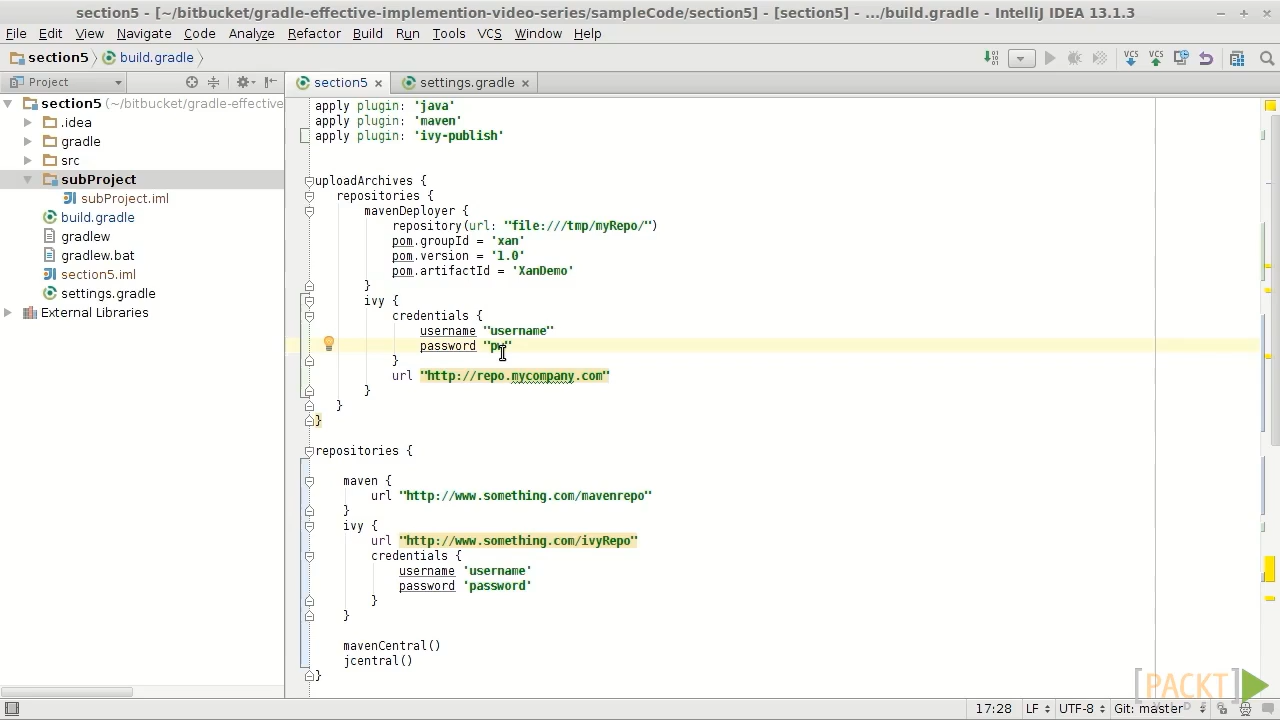 section5 - [~/bitbucket/gradle-effective-implemention-video-series/sampleCode/section5] - [section5] - .../build.gradle - IntelliJ IDEA 13.1.3
File Edit View Navigate Code Analyze Refactor Build Run Tools VCS Window Help
section5 build.gradle
Project
section5 (~/bitbucket/gradle-effective
.idea
gradle
src
subProject
subProject.iml
build.gradle
gradlew
gradlew.bat
section5.iml
settings.gradle
External Libraries
section5 settings.gradle
apply plugin: 'java'
apply plugin: 'maven'
apply plugin: 'ivy-publish'
uploadArchives {
repositories {
mavenDeployer {
repository(url: "file:///tmp/myRepo/")
pom.groupId = 'xan'
pom.version = '1.0'
pom.artifactId = 'XanDemo'
}
ivy {
credentials {
username "username"
password "pw"
}
url "http://repo.mycompany.com"
}
}
}
repositories {
maven {
url "http://www.something.com/mavenrepo"
}
ivy {
url "http://www.something.com/ivyRepo"
credentials {
username 'username'
password 'password'
}
}
mavenCentral()
jcentral()
}
[PACKT]
VIDEOS
17:28 LF UTF-8 Git: master